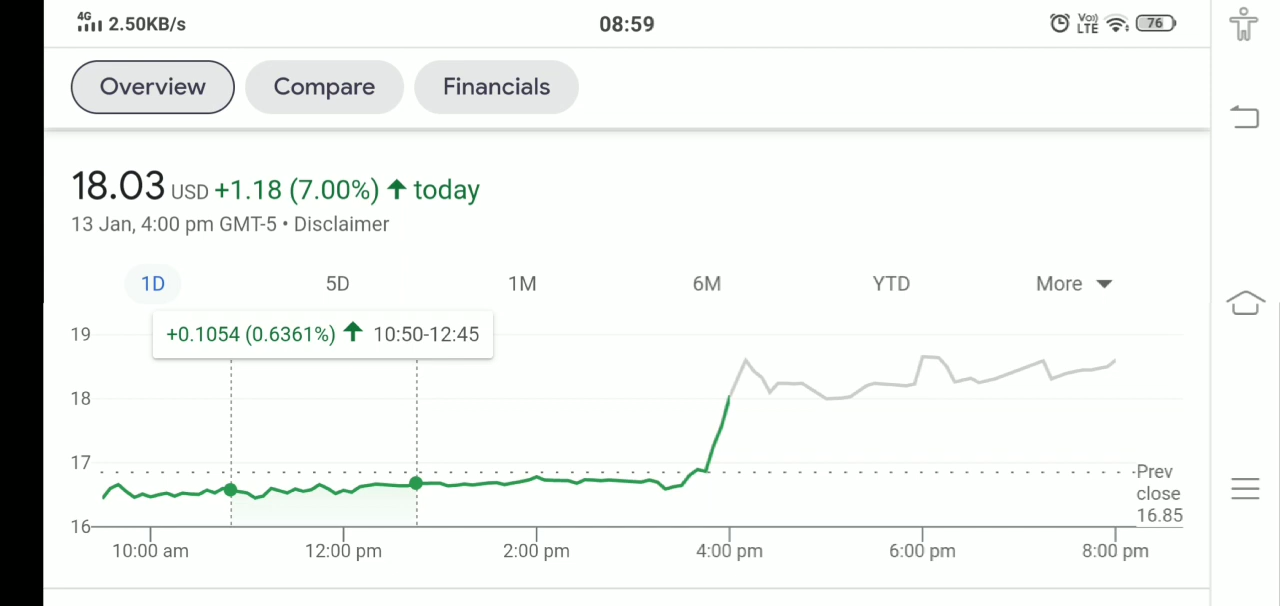 4G 2.50KB/s 08:59 Vo)) LTE 76
Overview Compare Financials
18.03 USD +1.18 (7.00%) ↑ today
13 Jan, 4:00 pm GMT-5 • Disclaimer
1D 5D 1M 6M YTD More
+0.1054 (0.6361%) ↑ 10:50-12:45
19
18
17
16
Prev
close
16.85
10:00 am 12:00 pm 2:00 pm 4:00 pm 6:00 pm 8:00 pm